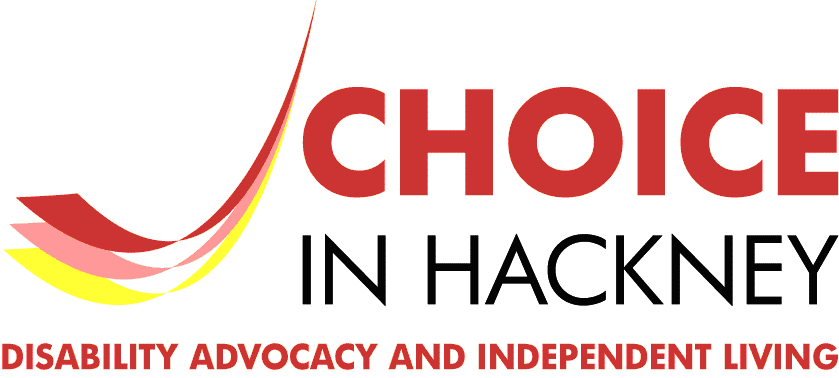 CHOICE
IN HACKNEY
DISABILITY ADVOCACY AND INDEPENDENT LIVING